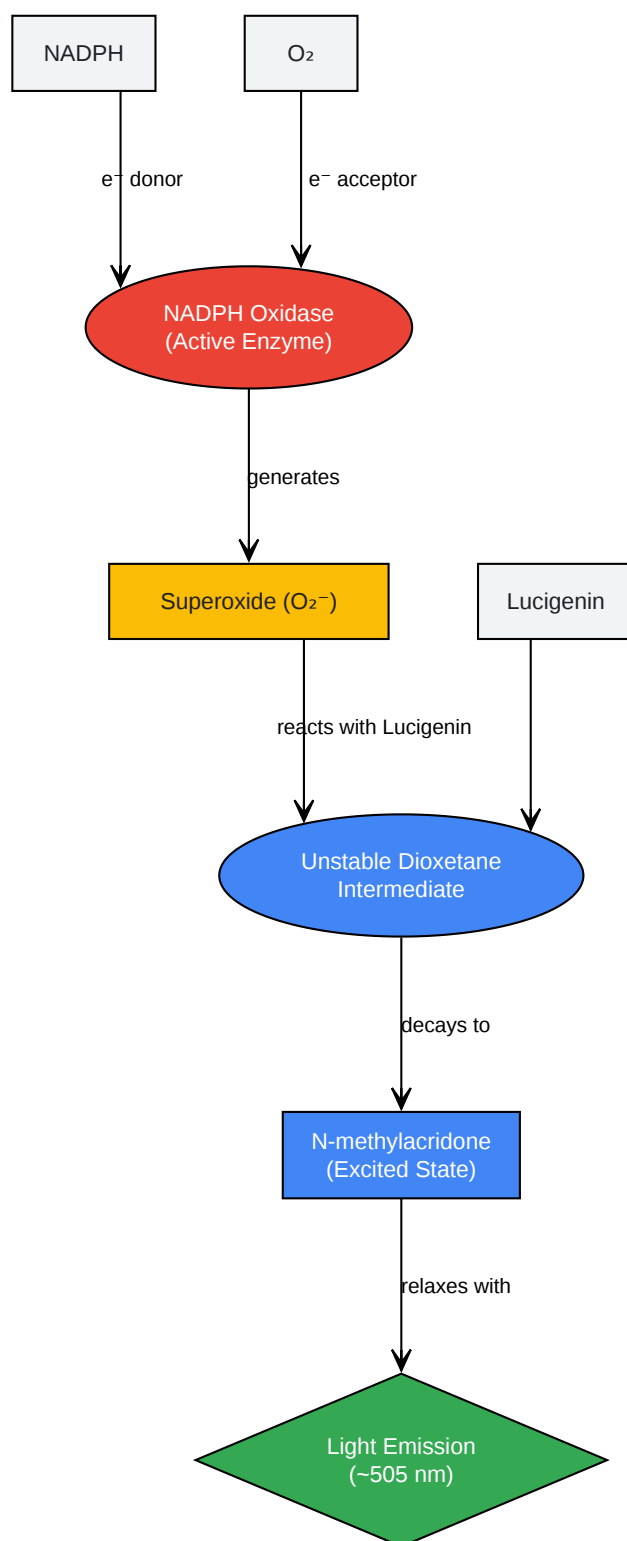 NADPH
O₂
e⁻ donor
e⁻ acceptor
NADPH Oxidase
(Active Enzyme)
generates
Superoxide (O₂⁻)
Lucigenin
reacts with Lucigenin
Unstable Dioxetane
Intermediate
decays to
N-methylacridone
(Excited State)
relaxes with
Light Emission
(~505 nm)